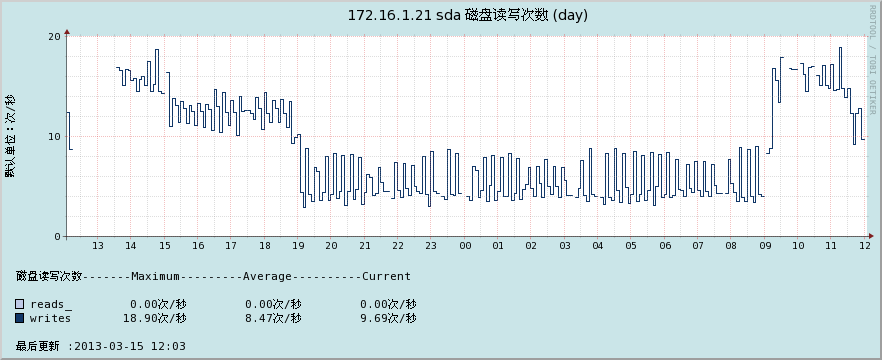 172.16.1.21 sda 磁盘读写次数 (day)
RRDTOOL / TOBI OETIKER
默认单位：次/秒
20
10
0
13 14 15 16 17 18 19 20 21 22 23 00 01 02 03 04 05 06 07 08 09 10 11 12
磁盘读写次数-------Maximum---------Average----------Current
reads_ 0.00次/秒 0.00次/秒 0.00次/秒
writes 18.90次/秒 8.47次/秒 9.69次/秒
最后更新 :2013-03-15 12:03